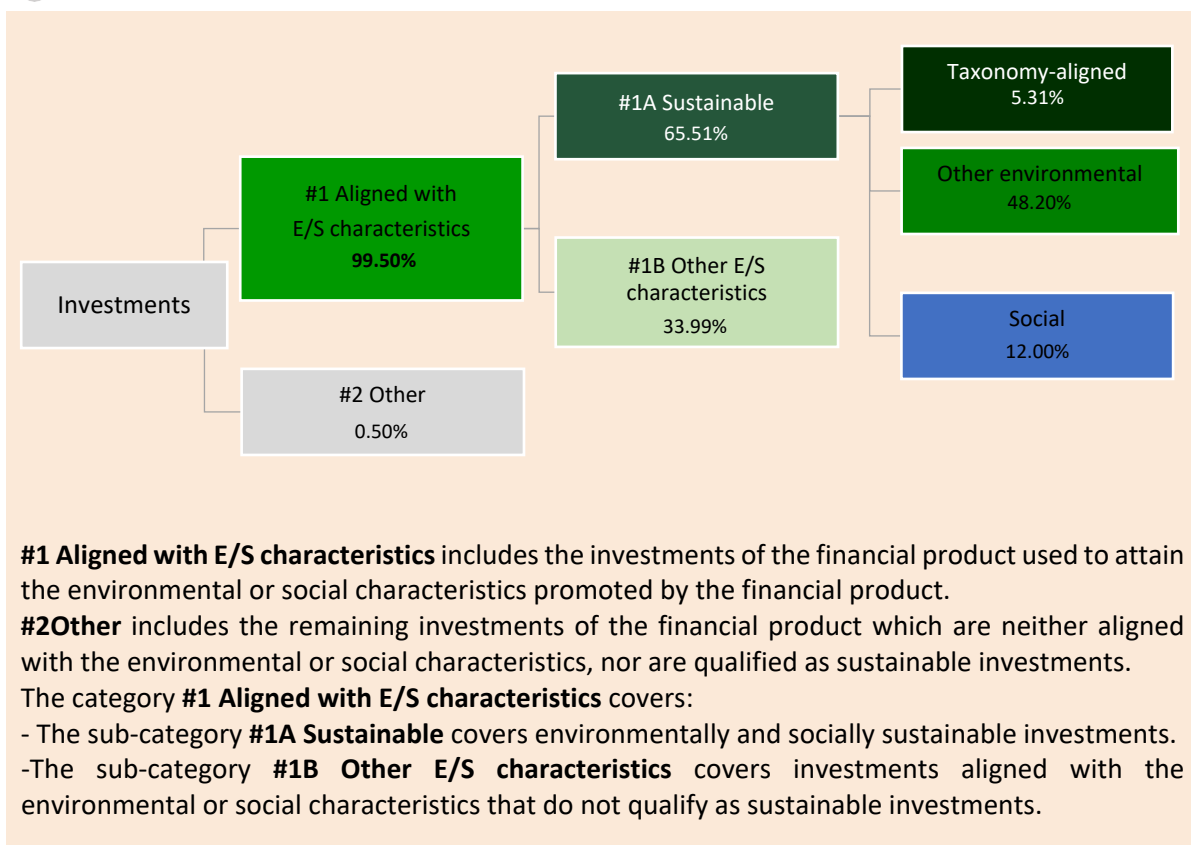 Investments
#1 Aligned with
E/S characteristics
99.50%
#2 Other
0.50%
#1A Sustainable
65.51%
#1B Other E/S
characteristics
33.99%
Taxonomy-aligned
5.31%
Other environmental
48.20%
Social
12.00%
#1 Aligned with E/S characteristics includes the investments of the financial product used to attain
the environmental or social characteristics promoted by the financial product.
#2Other includes the remaining investments of the financial product which are neither aligned
with the environmental or social characteristics, nor are qualified as sustainable investments.
The category #1 Aligned with E/S characteristics covers:
- The sub-category #1A Sustainable covers environmentally and socially sustainable investments.
-The sub-category #1B Other E/S characteristics covers investments aligned with the
environmental or social characteristics that do not qualify as sustainable investments.